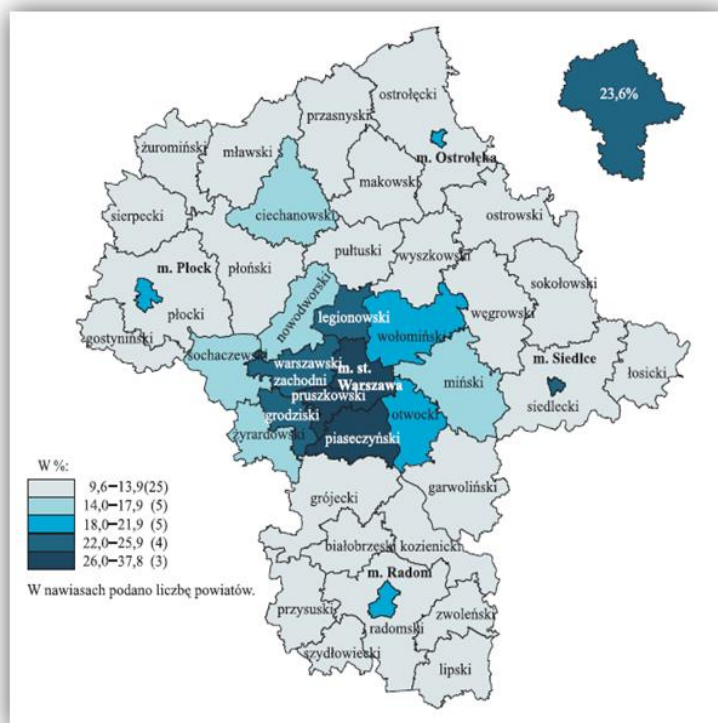 ostrołęcki
przasnyski
23,6%
m. Ostrołęka
żuromiński
mławski
makowski
sierpecki
ciechanowski
ostrowski
pułtuski
wyszkowski
m. Płock
płoński
sokołowski
węgrowski
nowodworski
płocki
legionowski
gostyniński
wołomiński
sochaczews
m. Siedlce
łosicki
warszawski
zachodni
m. st.
Warszawa
miński
siedlecki
pruszkowski
grodziski
otwocki
żyrardowski
piaseczyński
W %:
9,6–13,9(25)
14,0–17,9 (5)
18,0–21,9 (5)
22,0–25,9 (4)
26,0–37,8 (3)
W nawiasach podano liczbę powiatów.
garwoliński
grójecki
białobrzeski
kozienicki
m. Radom
przysuski
zwoleński
radomski
szydłowiecki
lipski